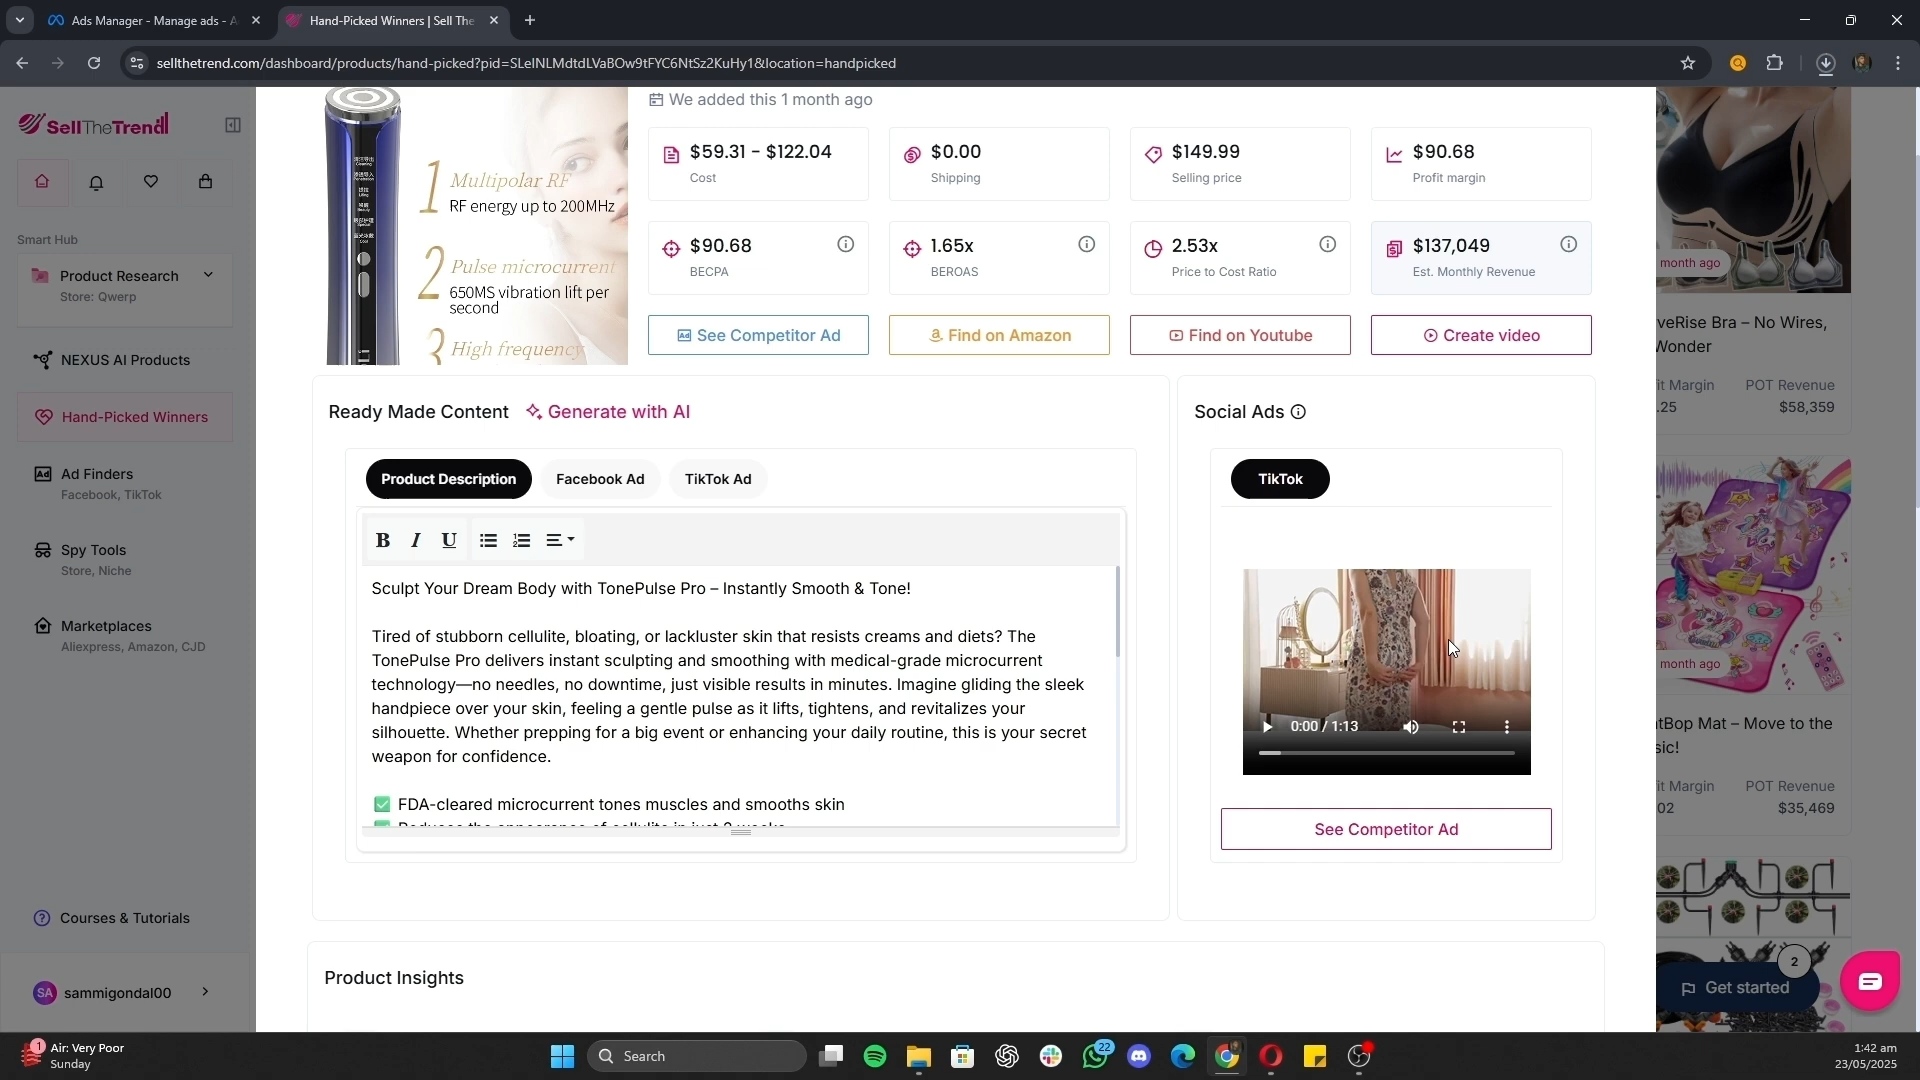 Ads Manager - Manage ads - A
Hand-Picked Winners | Sell The
sellthetrend.com/dashboard/products/hand-picked?pid=SLeINLMdtdLVaBOw9tFYC6NtSz2KuHy1&location=handpicked
SellTheTrend
Smart Hub
Product Research
Store: Qwerp
NEXUS AI Products
Hand-Picked Winners
Ad Finders
Facebook, TikTok
Spy Tools
Store, Niche
Marketplaces
Aliexpress, Amazon, CJD
Courses & Tutorials
SA sammigondal00
1 Multipolar RF
RF energy up to 200MHz
2 Pulse microcurrent
650MS vibration lift per
second
3 High frequency
We added this 1 month ago
$59.31 - $122.04
Cost
$0.00
Shipping
$149.99
Selling price
$90.68
Profit margin
$90.68
BECPA
1.65x
BEROAS
2.53x
Price to Cost Ratio
$137,049
Est. Monthly Revenue
See Competitor Ad
Find on Amazon
Find on Youtube
Create video
Ready Made Content
Generate with AI
Product Description
Facebook Ad
TikTok Ad
B I U
Sculpt Your Dream Body with TonePulse Pro – Instantly Smooth & Tone!
Tired of stubborn cellulite, bloating, or lackluster skin that resists creams and diets? The
TonePulse Pro delivers instant sculpting and smoothing with medical-grade microcurrent
technology—no needles, no downtime, just visible results in minutes. Imagine gliding the sleek
handpiece over your skin, feeling a gentle pulse as it lifts, tightens, and revitalizes your
silhouette. Whether prepping for a big event or enhancing your daily routine, this is your secret
weapon for confidence.
✅ FDA-cleared microcurrent tones muscles and smooths skin
✅ Reduces the appearance of cellulite in just 2 weeks
Social Ads
TikTok
0:00 / 1:13
See Competitor Ad
Product Insights
month ago
veRise Bra – No Wires,
Wonder
it Margin
POT Revenue
.25
$58,359
month ago
tBop Mat – Move to the
sic!
it Margin
POT Revenue
02
$35,469
2
Get started
1
Air: Very Poor
Sunday
Search
22
1:42 am
23/05/2025